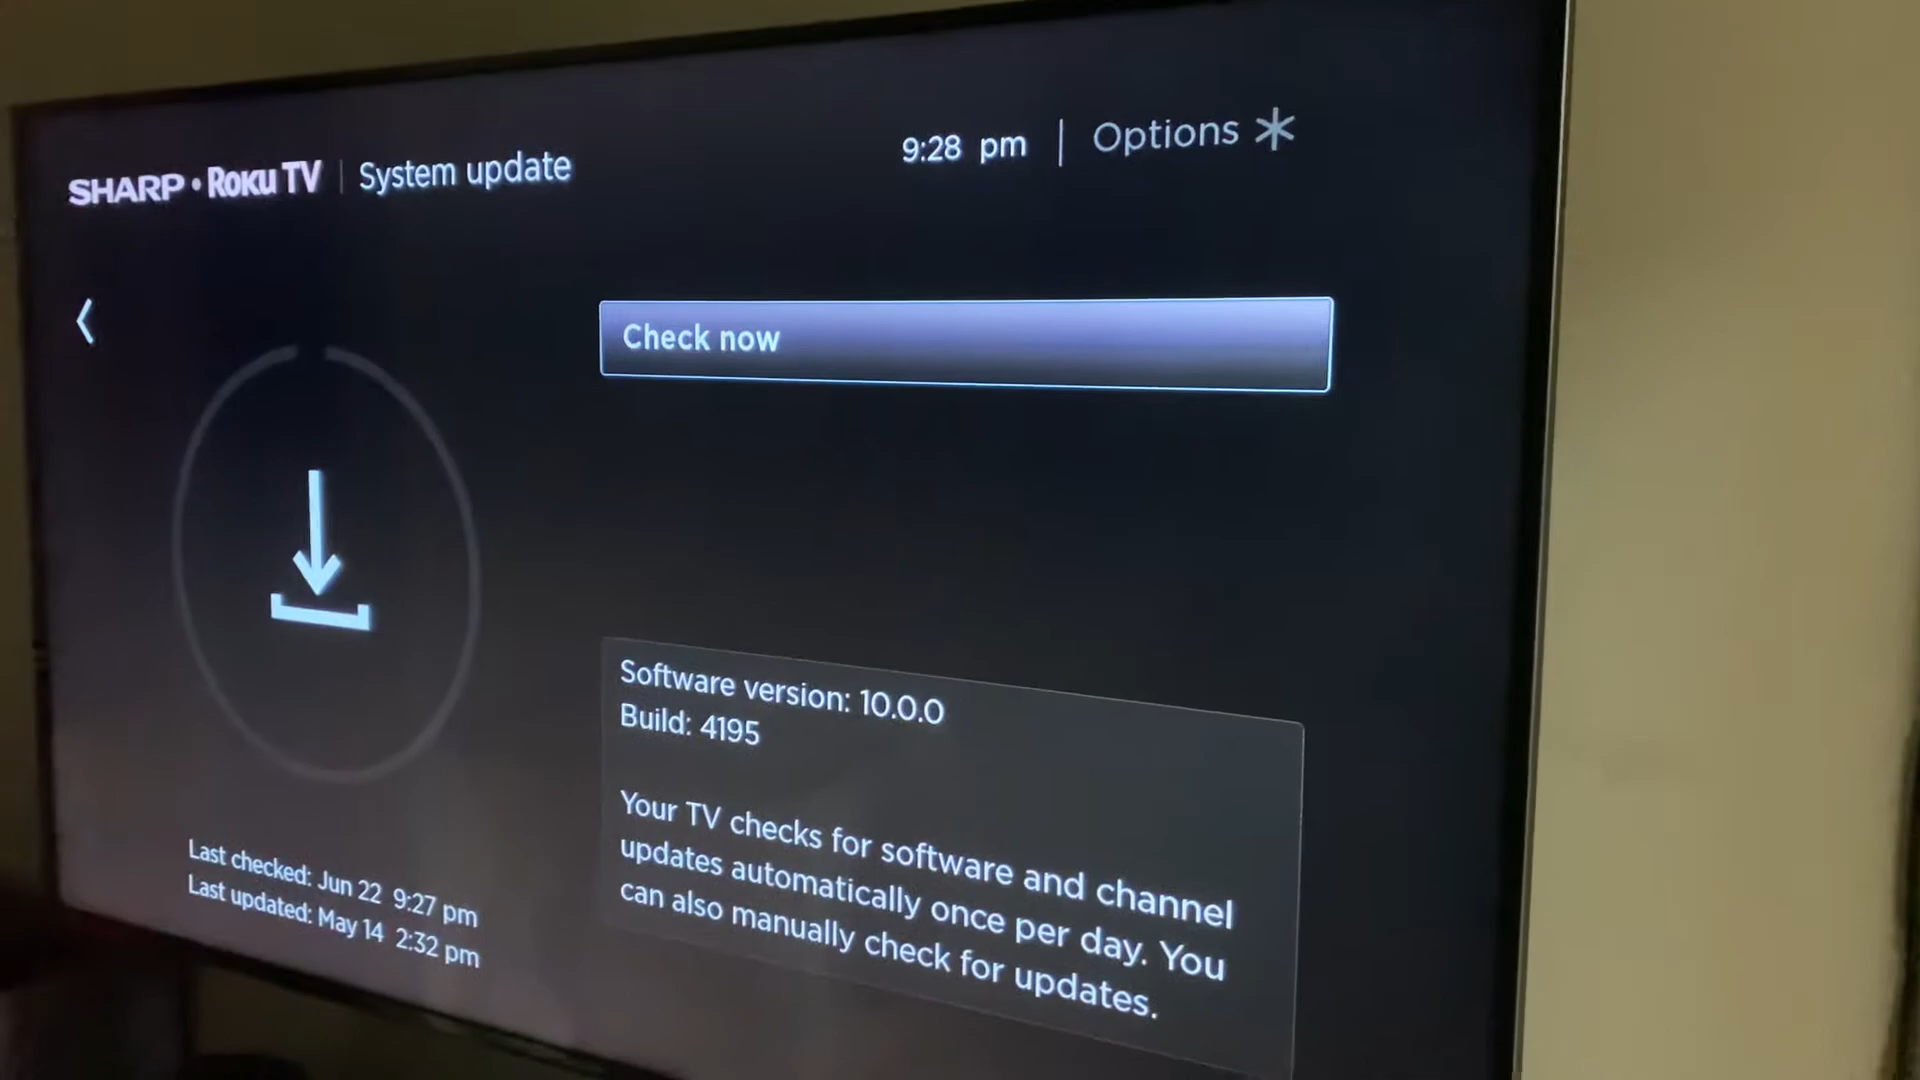 SHARP • ROKU TV | System update
9:28 pm | Options
Check now
Software version: 10.0.0
Build: 4195
Your TV checks for software and channel
updates automatically once per day. You
can also manually check for updates.
Last checked: Jun 22 9:27 pm
Last updated: May 14 2:32 pm